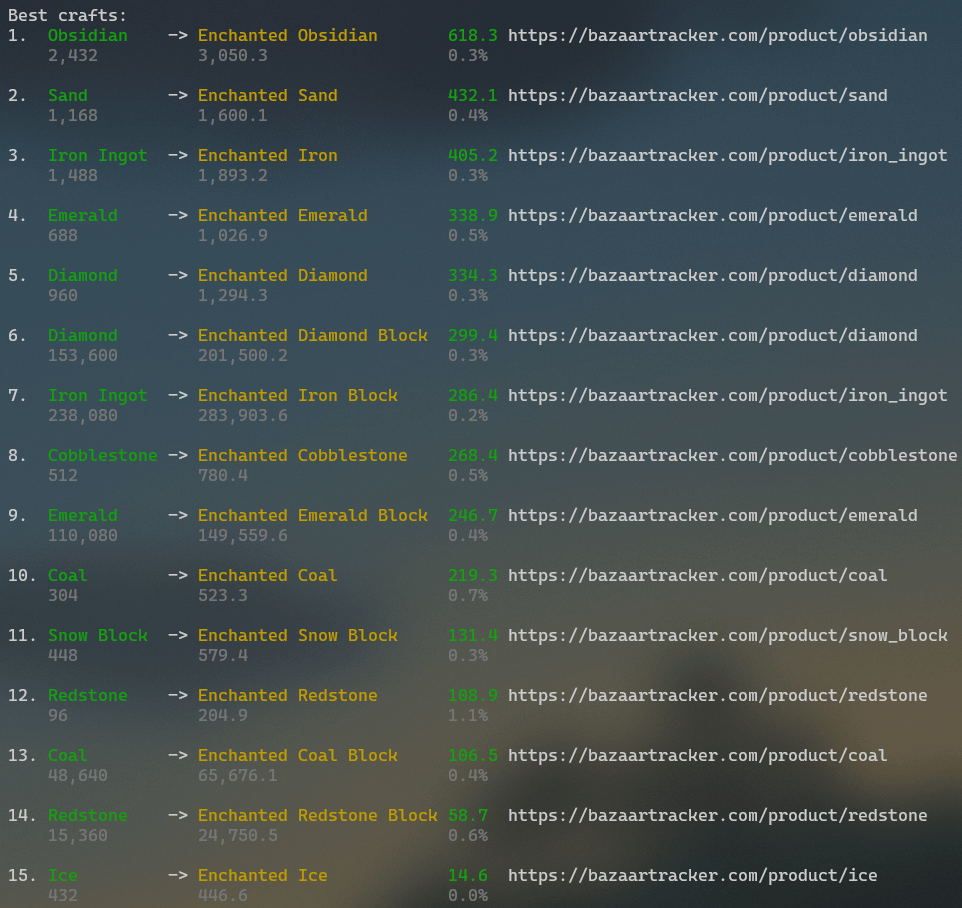 Best crafts:
1. Obsidian -> Enchanted Obsidian 618.3 https://bazaartracker.com/product/obsidian
2,432 3,050.3 0.3%
2. Sand -> Enchanted Sand 432.1 https://bazaartracker.com/product/sand
1,168 1,600.1 0.4%
3. Iron Ingot -> Enchanted Iron 405.2 https://bazaartracker.com/product/iron_ingot
1,488 1,893.2 0.3%
4. Emerald -> Enchanted Emerald 338.9 https://bazaartracker.com/product/emerald
688 1,026.9 0.5%
5. Diamond -> Enchanted Diamond 334.3 https://bazaartracker.com/product/diamond
960 1,294.3 0.3%
6. Diamond -> Enchanted Diamond Block 299.4 https://bazaartracker.com/product/diamond
153,600 201,500.2 0.3%
7. Iron Ingot -> Enchanted Iron Block 286.4 https://bazaartracker.com/product/iron_ingot
238,080 283,903.6 0.2%
8. Cobblestone -> Enchanted Cobblestone 268.4 https://bazaartracker.com/product/cobblestone
512 780.4 0.5%
9. Emerald -> Enchanted Emerald Block 246.7 https://bazaartracker.com/product/emerald
110,080 149,559.6 0.4%
10. Coal -> Enchanted Coal 219.3 https://bazaartracker.com/product/coal
304 523.3 0.7%
11. Snow Block -> Enchanted Snow Block 131.4 https://bazaartracker.com/product/snow_block
448 579.4 0.3%
12. Redstone -> Enchanted Redstone 108.9 https://bazaartracker.com/product/redstone
96 204.9 1.1%
13. Coal -> Enchanted Coal Block 106.5 https://bazaartracker.com/product/coal
48,640 65,676.1 0.4%
14. Redstone -> Enchanted Redstone Block 58.7 https://bazaartracker.com/product/redstone
15,360 24,750.5 0.6%
15. Ice -> Enchanted Ice 14.6 https://bazaartracker.com/product/ice
432 446.6 0.0%